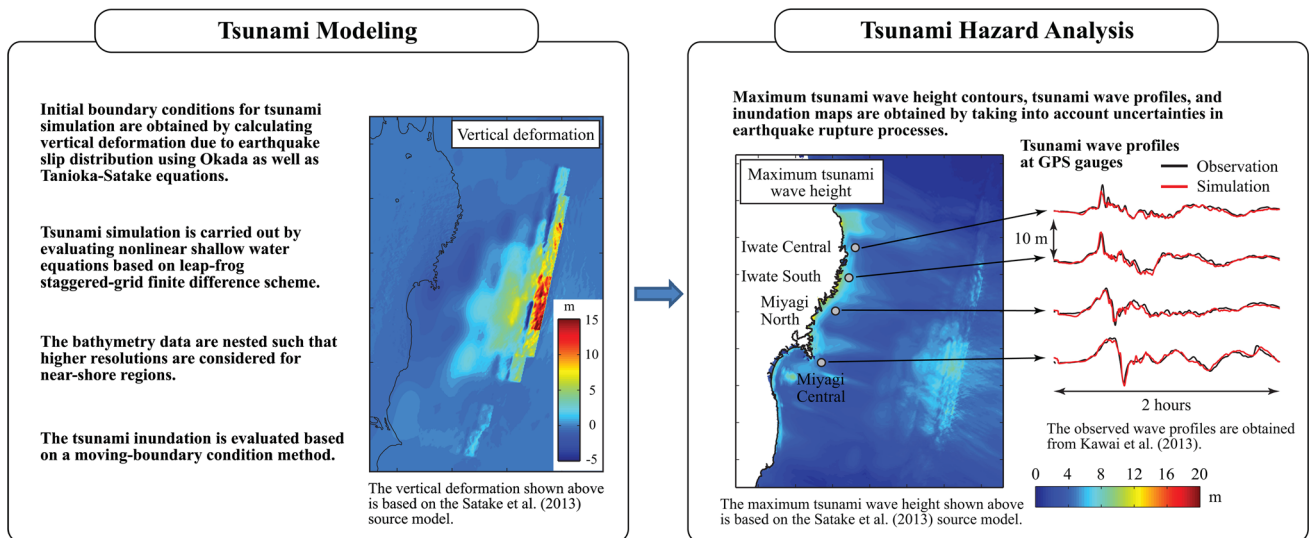 Tsunami Modeling
Initial boundary conditions for tsunami
simulation are obtained by calculating
vertical deformation due to earthquake
slip distribution using Okada as well as
Tanioka-Satake equations.
Tsunami simulation is carried out by
evaluating nonlinear shallow water
equations based on leap-frog
staggered-grid finite difference scheme.
The bathymetry data are nested such that
higher resolutions are considered for
near-shore regions.
The tsunami inundation is evaluated based
on a moving-boundary condition method.
Vertical deformation
m
15
10
5
0
-5
The vertical deformation shown above
is based on the Satake et al. (2013)
source model.
Tsunami Hazard Analysis
Maximum tsunami wave height contours, tsunami wave profiles, and
inundation maps are obtained by taking into account uncertainties in
earthquake rupture processes.
Maximum tsunami
wave height
Iwate Central
Iwate South
Miyagi
North
Miyagi
Central
The maximum tsunami wave height shown above
is based on the Satake et al. (2013) source model.
Tsunami wave profiles
at GPS gauges
Observation
Simulation
10 m
2 hours
The observed wave profiles are obtained
from Kawai et al. (2013).
0 4 8 12 16 20
m